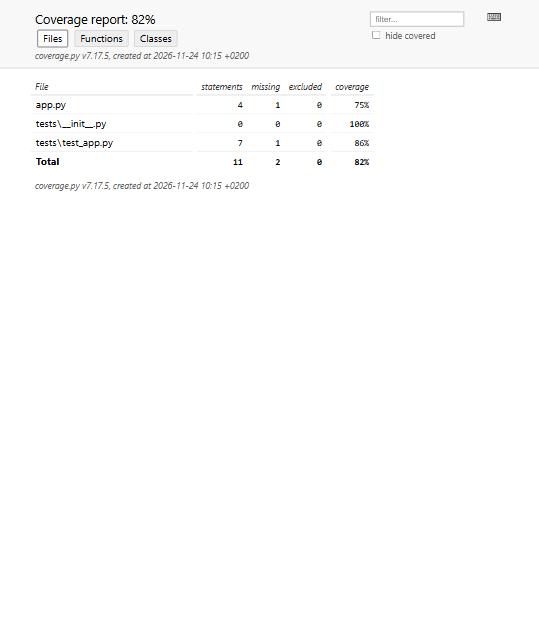 Coverage report: 82%
filter...
hide covered
Files Functions Classes
coverage.py v7.17.5, created at 2026-11-24 10:15 +0200
File statements missing excluded coverage
app.py 4 1 0 75%
tests\__init__.py 0 0 0 100%
tests\test_app.py 7 1 0 86%
Total 11 2 0 82%
coverage.py v7.17.5, created at 2026-11-24 10:15 +0200